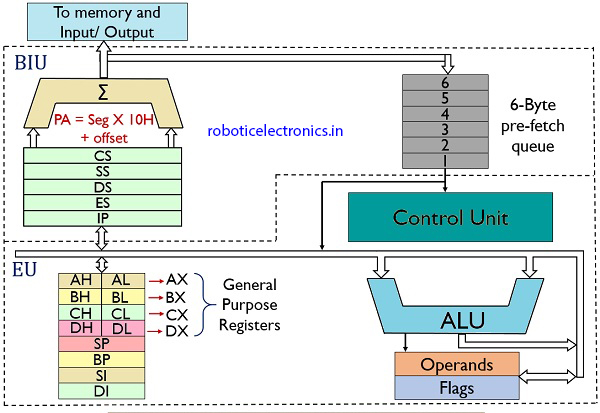 To memory and
Input/ Output
BIU
Σ
PA = Seg X 10H
+ offset
roboticelectronics.in
6
5
4
3
2
1
6-Byte
pre-fetch
queue
CS
SS
DS
ES
IP
Control Unit
EU
AH AL AX
BH BL BX
CH CL CX
DH DL DX
SP
BP
SI
DI
General
Purpose
Registers
ALU
Operands
Flags